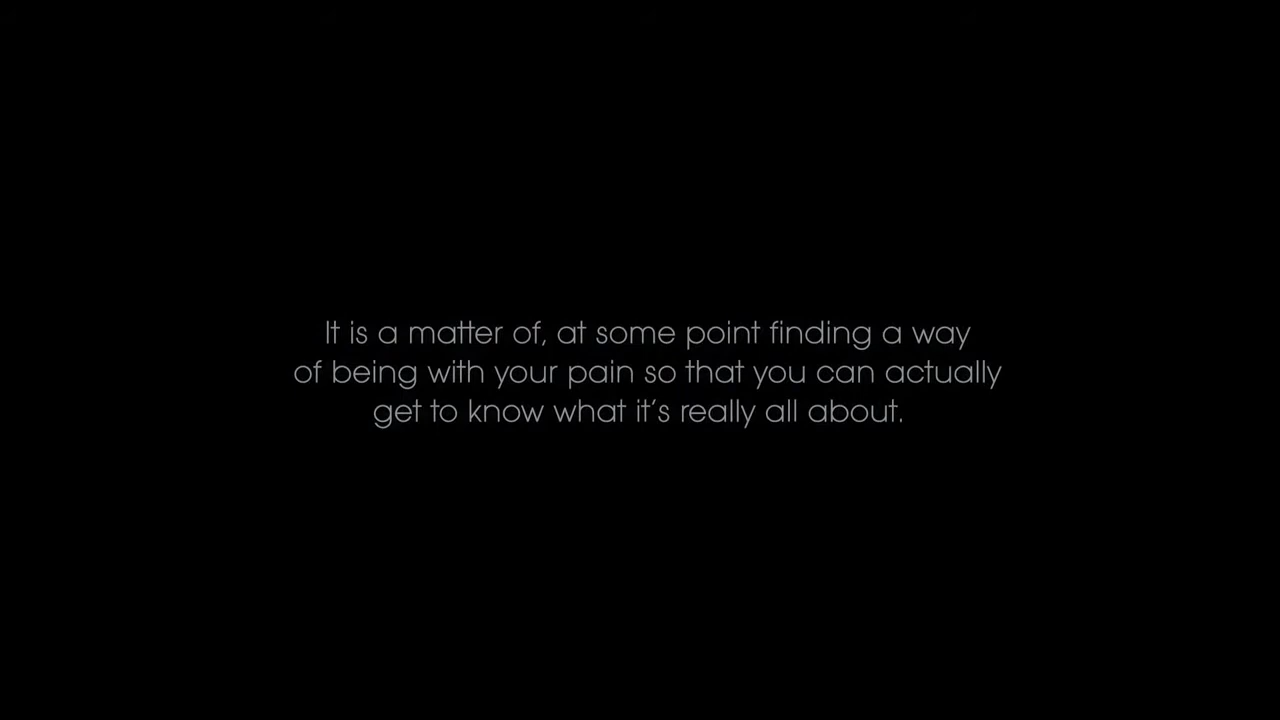 It is a matter of, at some point finding a way
of being with your pain so that you can actually
get to know what it's really all about.